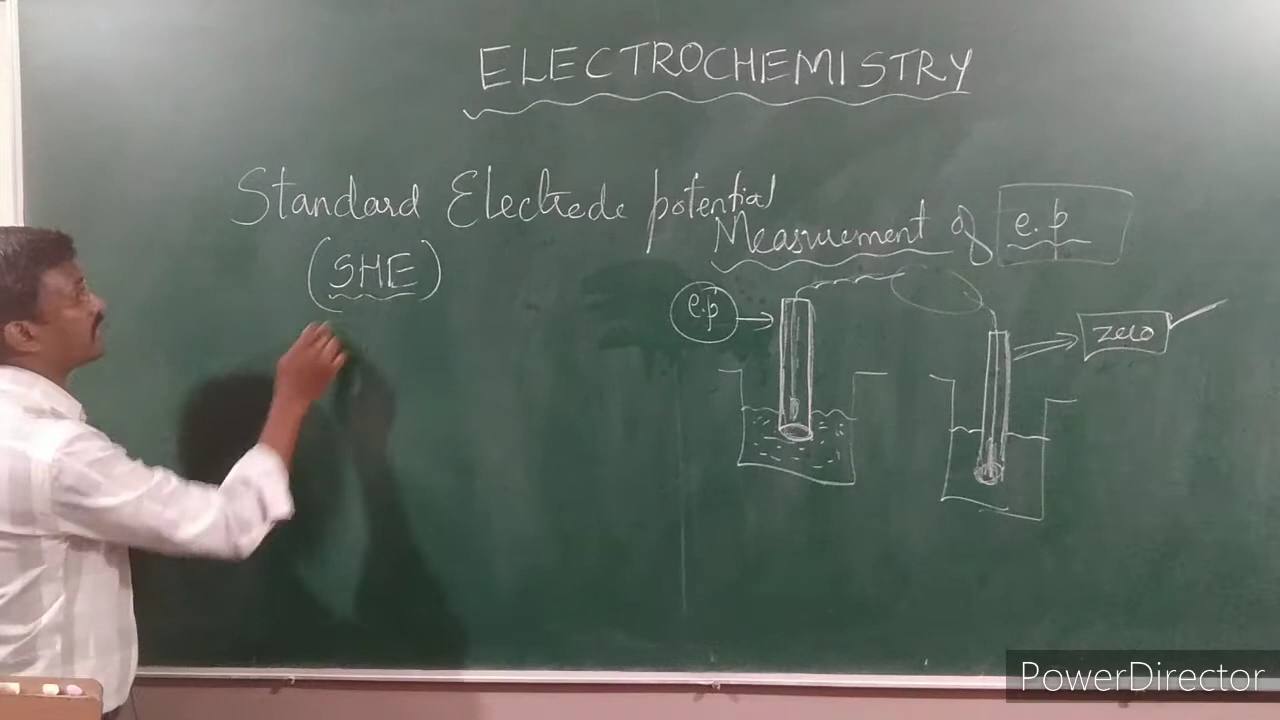 ELECTROCHEMISTRY
Standard Electrode potential
Measurement of e.p
(SHE)
e.p
zero
PowerDirector